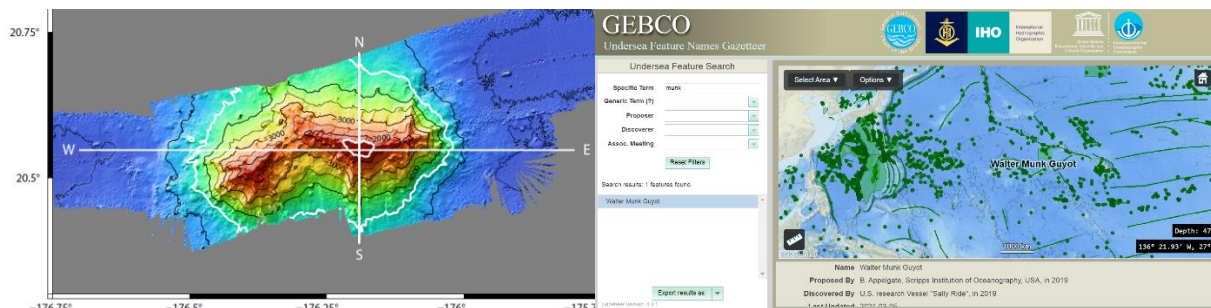 20.75°
20.5°
N
W
E
S
3000
3000
2000
−176.75°
−176.5°
−176.25°
−176°
GEBCO
Undersea Feature Names Gazetteer
GEBCO
IHO
International
Hydrographic
Organization
Undersea Feature Search
Specific Term munk
Generic Term (?)
Proposer
Discoverer
Assoc. Meeting
Reset Filters
Search results: 1 features found.
Walter Munk Guyot
Export results as:
Select Area ▼
Options ▼
Walter Munk Guyot
1000km
Depth: 47
136° 21.93' W, 27°
Name Walter Munk Guyot
Proposed By B. Appelgate, Scripps Institution of Oceanography, USA, in 2019
Discovered By U.S. research Vessel "Sally Ride", in 2019